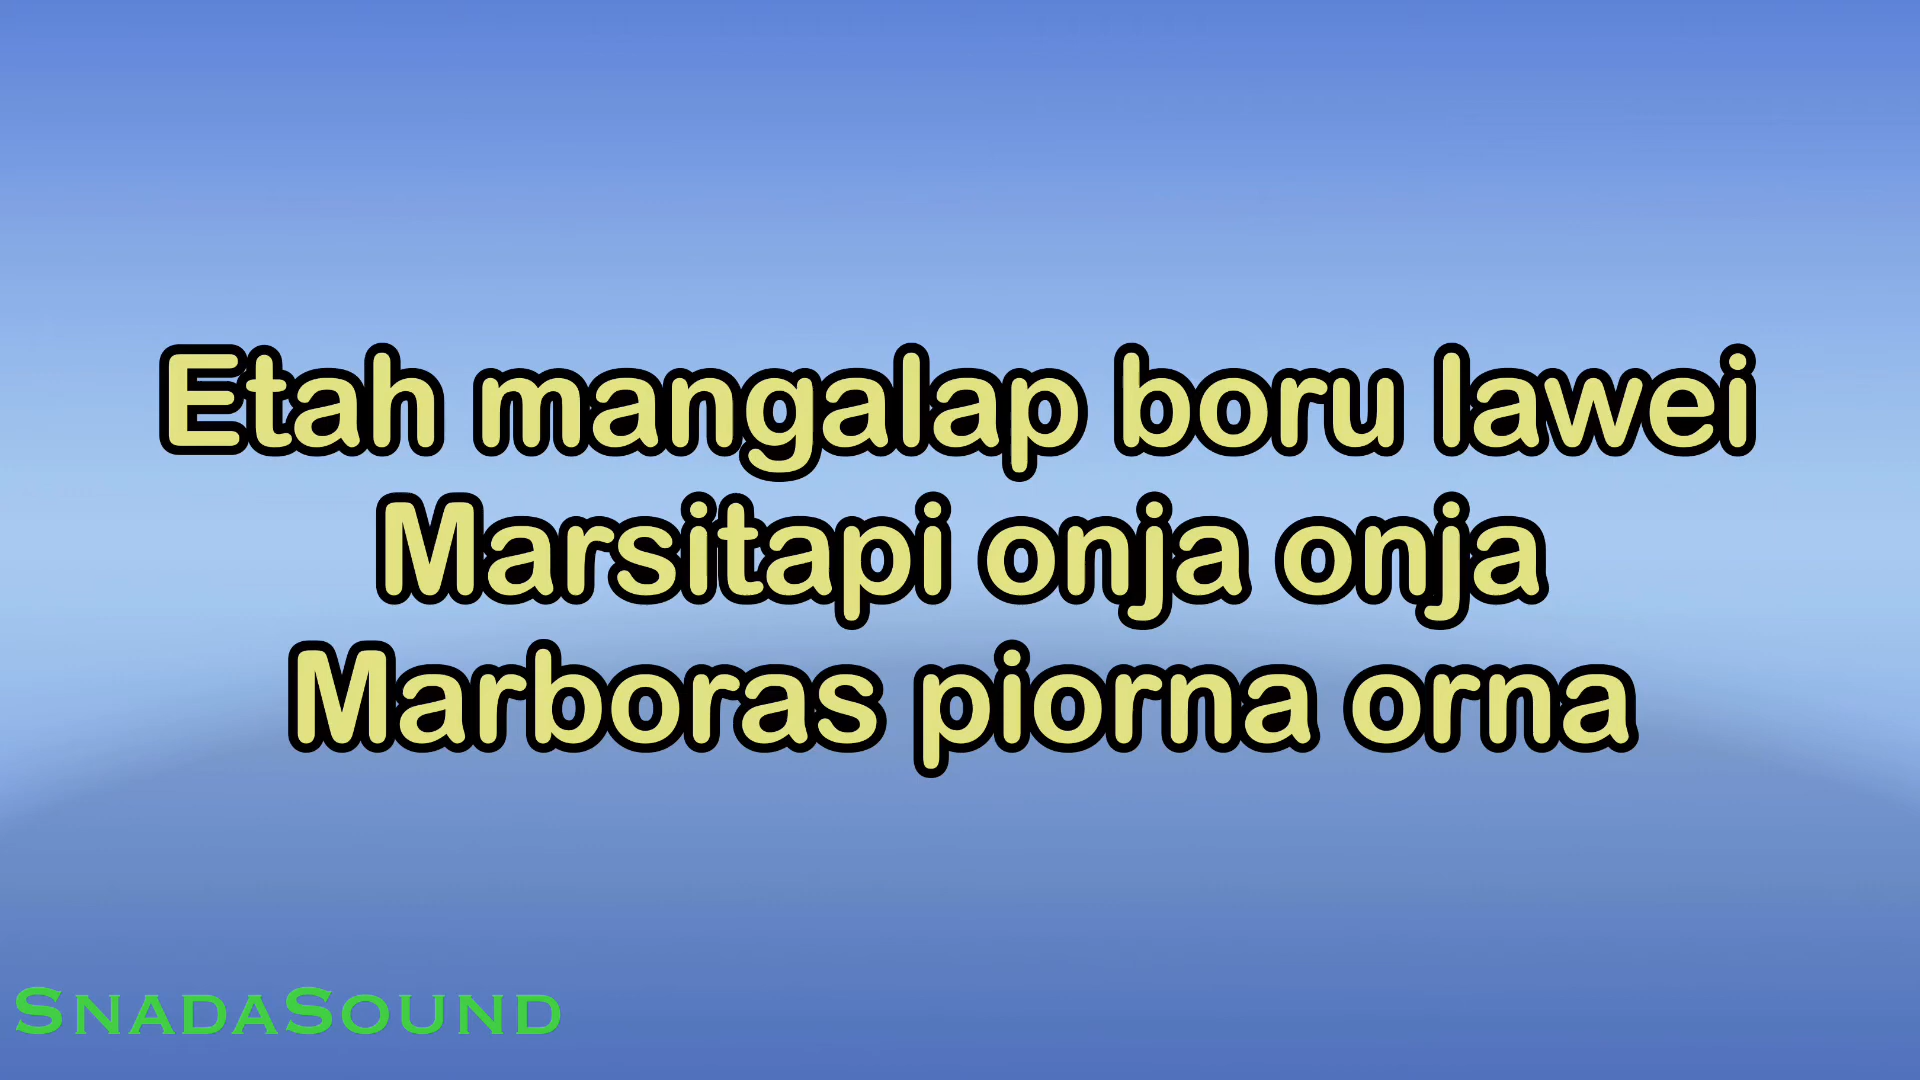 Etah mangalap boru lawei
Marsitapi onja onja
Marboras piorna orna
SnadaSound